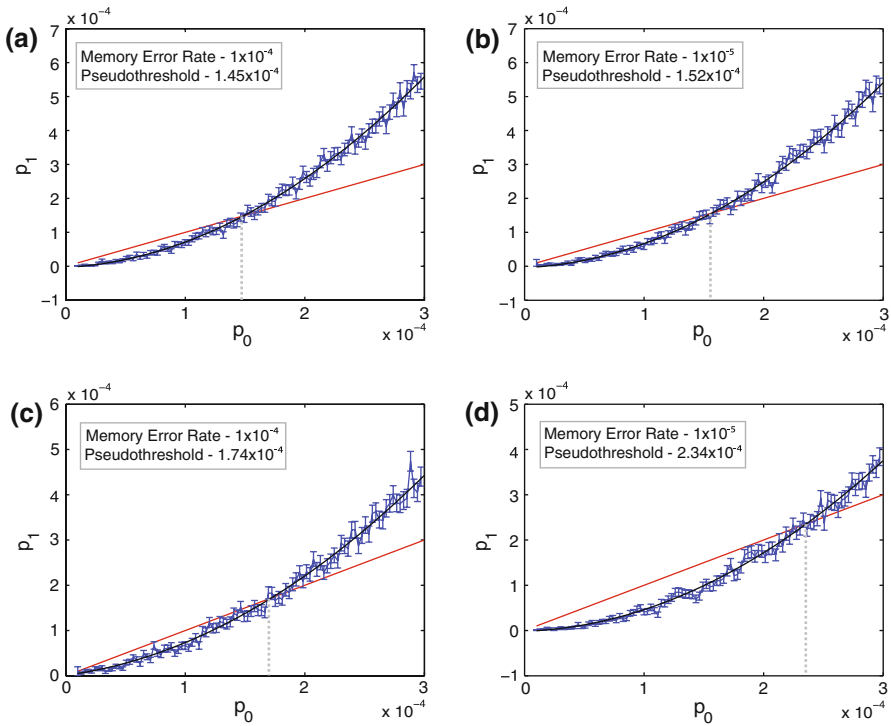 (a)
x 10⁻⁴
Memory Error Rate - 1x10⁻⁴
Pseudothreshold - 1.45x10⁻⁴
7
6
5
4
3
2
1
0
−1
p₁
0
1
2
3
p₀
x 10⁻⁴
(b)
x 10⁻⁴
Memory Error Rate - 1x10⁻⁵
Pseudothreshold - 1.52x10⁻⁴
7
6
5
4
3
2
1
0
−1
p₁
0
1
2
3
p₀
x 10⁻⁴
(c)
x 10⁻⁴
Memory Error Rate - 1x10⁻⁴
Pseudothreshold - 1.74x10⁻⁴
6
5
4
3
2
1
0
p₁
0
1
2
3
p₀
x 10⁻⁴
(d)
x 10⁻⁴
Memory Error Rate - 1x10⁻⁵
Pseudothreshold - 2.34x10⁻⁴
5
4
3
2
1
0
−1
p₁
0
1
2
3
p₀
x 10⁻⁴